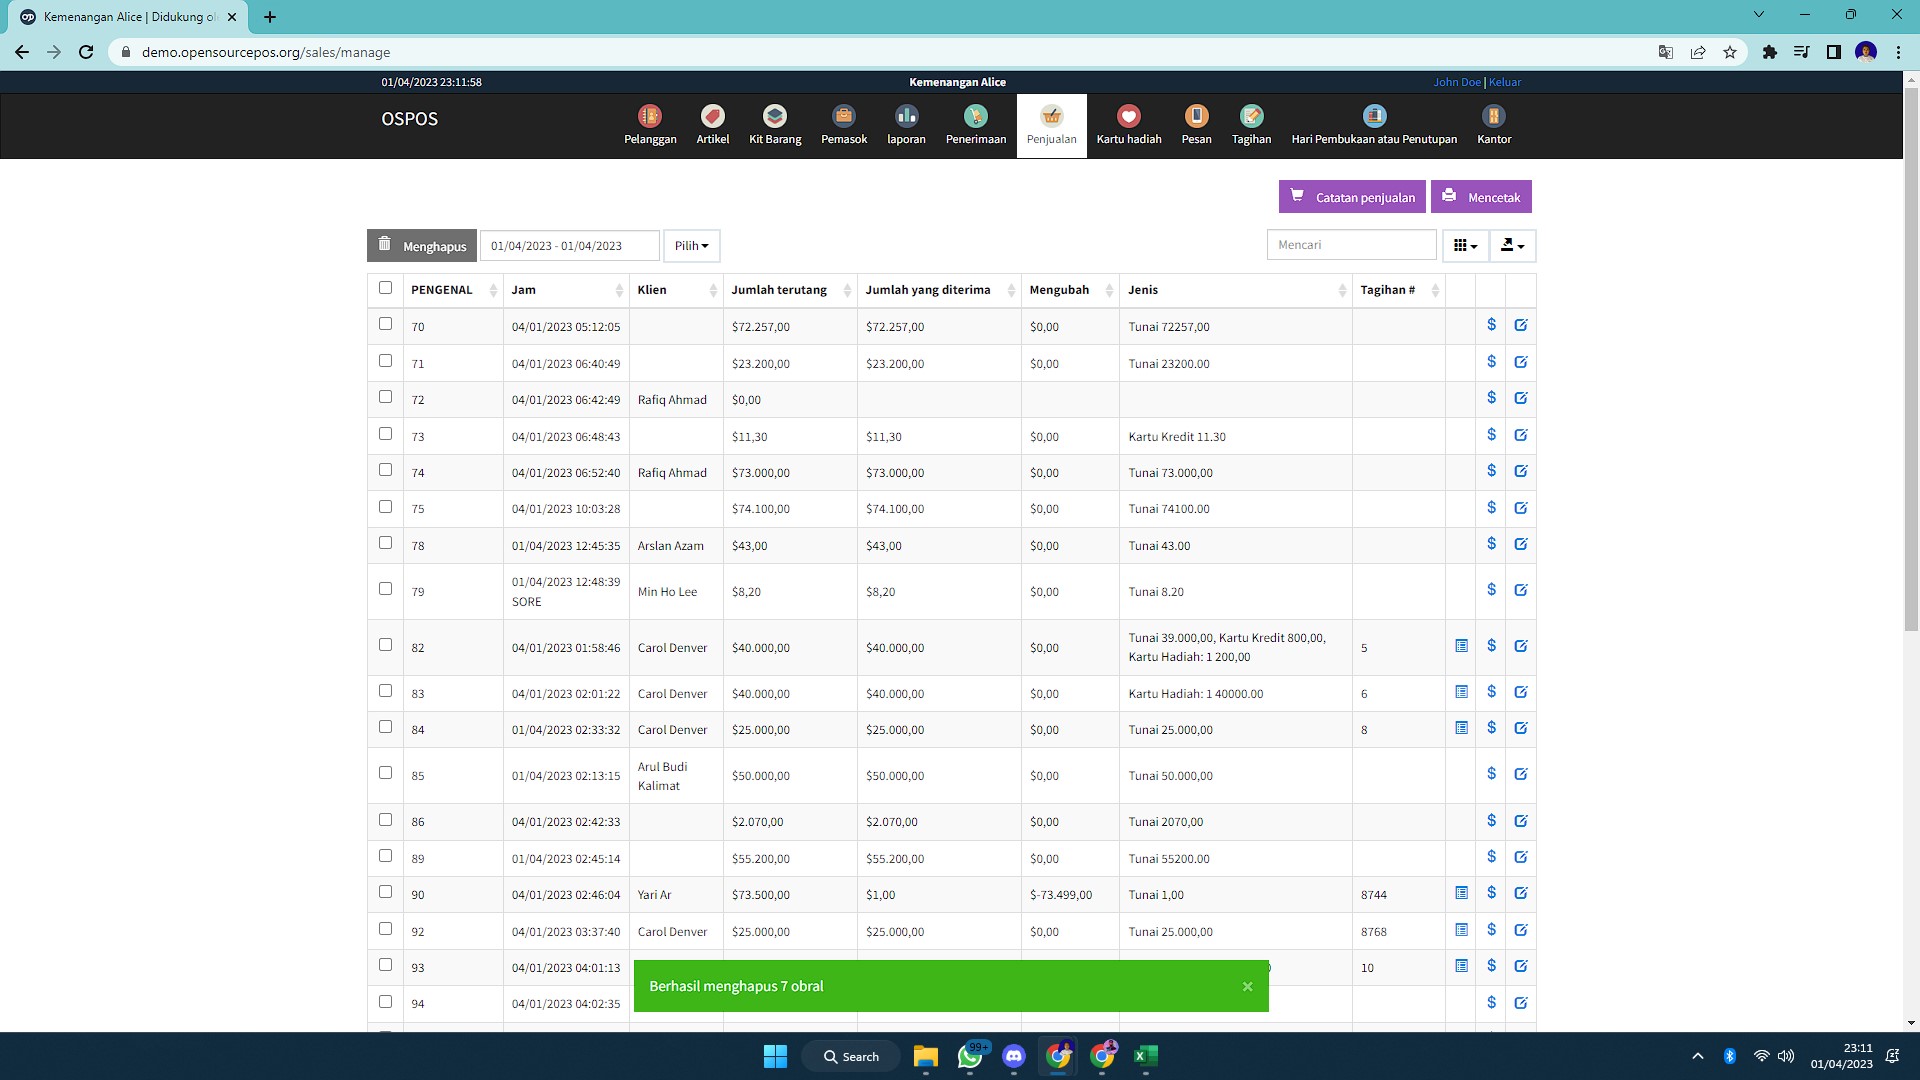 Kemenangan Alice | Didukung ol
demo.opensourcepos.org/sales/manage
01/04/2023 23:11:58
Kemenangan Alice
John Doe | Keluar
OSPOS
Pelanggan Artikel Kit Barang Pemasok laporan Penerimaan Penjualan Kartu hadiah Pesan Tagihan Hari Pembukaan atau Penutupan Kantor
Catatan penjualan Mencetak
Menghapus 01/04/2023 - 01/04/2023 Pilih Mencari
PENGENAL Jam Klien Jumlah terutang Jumlah yang diterima Mengubah Jenis Tagihan #
70 04/01/2023 05:12:05 $72.257,00 $72.257,00 $0,00 Tunai 72257,00
71 04/01/2023 06:40:49 $23.200,00 $23.200,00 $0,00 Tunai 23200.00
72 04/01/2023 06:42:49 Rafiq Ahmad $0,00
73 04/01/2023 06:48:43 $11,30 $11,30 $0,00 Kartu Kredit 11.30
74 04/01/2023 06:52:40 Rafiq Ahmad $73.000,00 $73.000,00 $0,00 Tunai 73.000,00
75 04/01/2023 10:03:28 $74.100,00 $74.100,00 $0,00 Tunai 74100.00
78 01/04/2023 12:45:35 Arslan Azam $43,00 $43,00 $0,00 Tunai 43.00
79 01/04/2023 12:48:39 SORE Min Ho Lee $8,20 $8,20 $0,00 Tunai 8.20
82 04/01/2023 01:58:46 Carol Denver $40.000,00 $40.000,00 $0,00 Tunai 39.000,00, Kartu Kredit 800,00, Kartu Hadiah: 1 200,00 5
83 04/01/2023 02:01:22 Carol Denver $40.000,00 $40.000,00 $0,00 Kartu Hadiah: 1 40000.00 6
84 01/04/2023 02:33:32 Carol Denver $25.000,00 $25.000,00 $0,00 Tunai 25.000,00 8
85 01/04/2023 02:13:15 Arul Budi Kalimat $50.000,00 $50.000,00 $0,00 Tunai 50.000,00
86 04/01/2023 02:42:33 $2.070,00 $2.070,00 $0,00 Tunai 2070,00
89 01/04/2023 02:45:14 $55.200,00 $55.200,00 $0,00 Tunai 55200.00
90 04/01/2023 02:46:04 Yari Ar $73.500,00 $1,00 $-73.499,00 Tunai 1,00 8744
92 04/01/2023 03:37:40 Carol Denver $25.000,00 $25.000,00 $0,00 Tunai 25.000,00 8768
93 04/01/2023 04:01:13 10
Berhasil menghapus 7 obral
94 04/01/2023 04:02:35
Search 99+ 23:11
01/04/2023